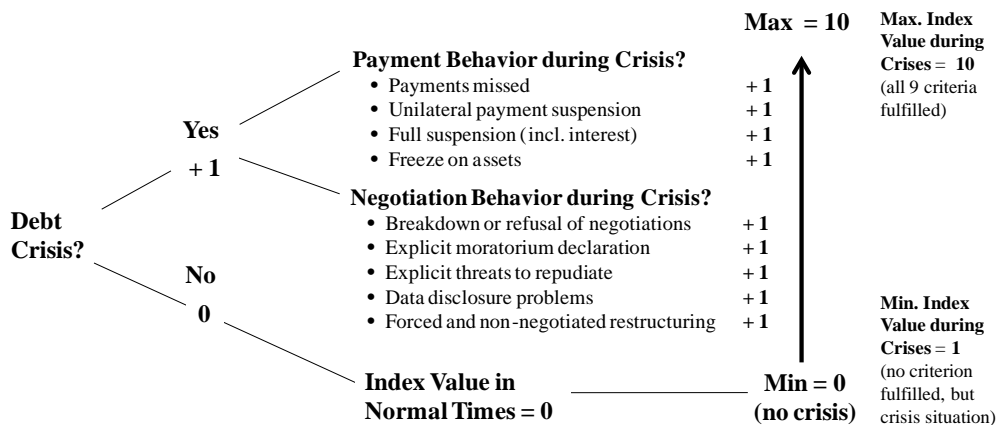 Debt
Crisis?
Yes
+ 1
No
0
Payment Behavior during Crisis?
• Payments missed + 1
• Unilateral payment suspension + 1
• Full suspension (incl. interest) + 1
• Freeze on assets + 1
Negotiation Behavior during Crisis?
• Breakdown or refusal of negotiations + 1
• Explicit moratorium declaration + 1
• Explicit threats to repudiate + 1
• Data disclosure problems + 1
• Forced and non-negotiated restructuring + 1
Index Value in
Normal Times = 0
Max = 10
Min = 0
(no crisis)
Max. Index
Value during
Crises = 10
(all 9 criteria
fulfilled)
Min. Index
Value during
Crises = 1
(no criterion
fulfilled, but
crisis situation)